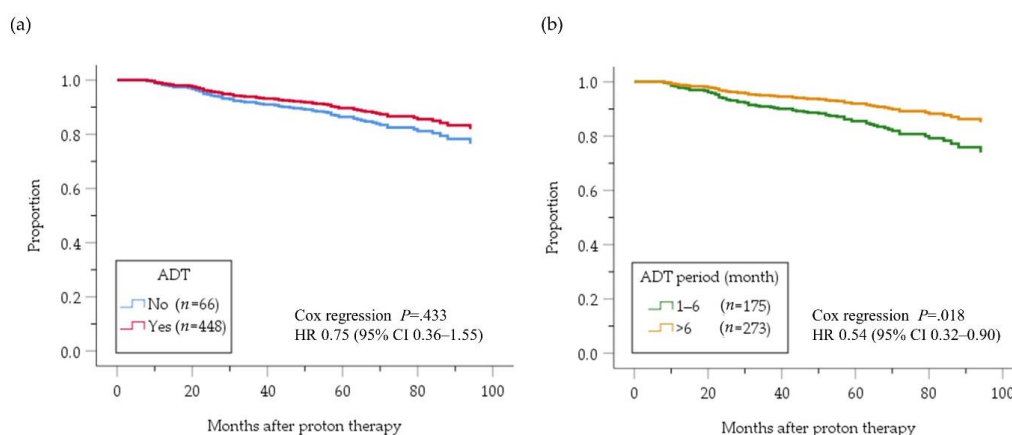 (a)
Proportion
1.0
0.8
0.6
0.4
0.2
0.0
ADT
No (n=66)
Yes (n=448)
Cox regression P=.433
HR 0.75 (95% CI 0.36–1.55)
0 20 40 60 80 100
Months after proton therapy
(b)
Proportion
1.0
0.8
0.6
0.4
0.2
0.0
ADT period (month)
1–6 (n=175)
>6 (n=273)
Cox regression P=.018
HR 0.54 (95% CI 0.32–0.90)
0 20 40 60 80 100
Months after proton therapy